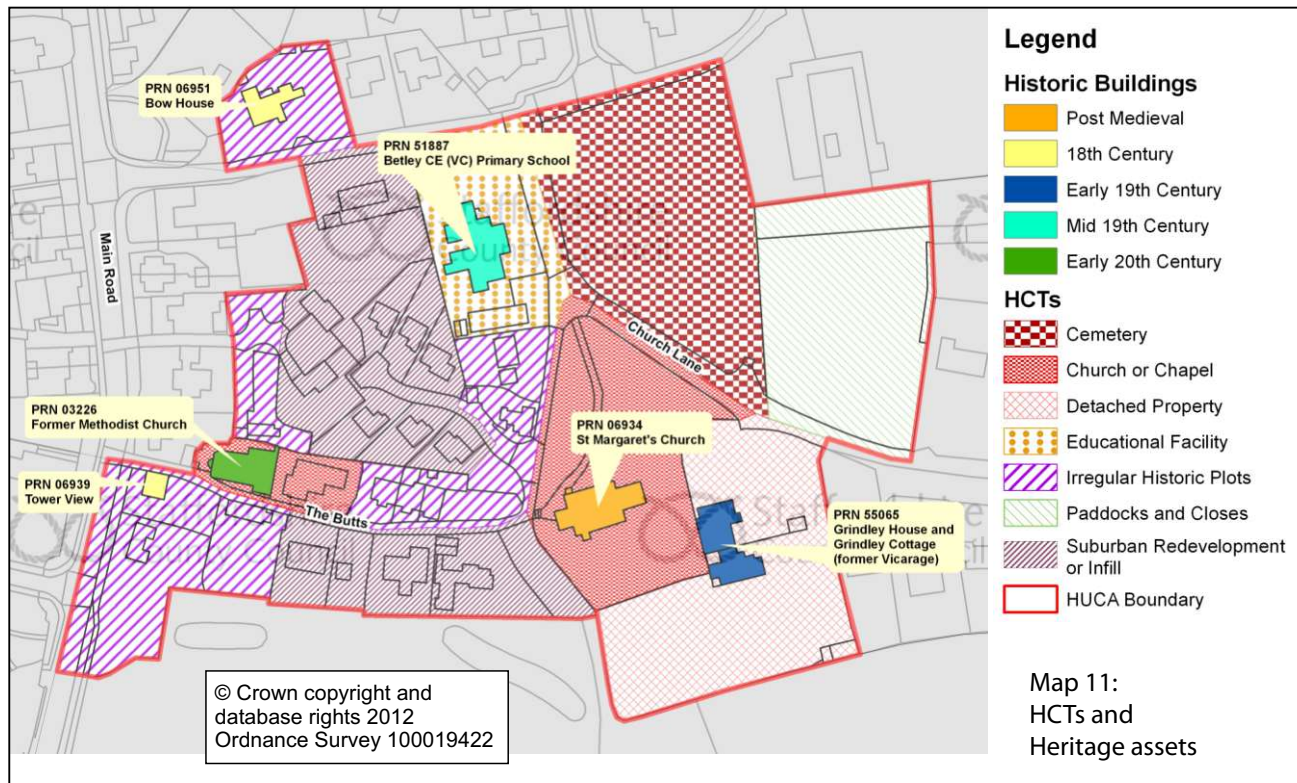 PRN 06951
Bow House
PRN 51887
Betley CE (VC) Primary School
Main Road
Church Lane
PRN 03226
Former Methodist Church
PRN 06934
St Margaret's Church
PRN 06939
Tower View
The Butts
PRN 55065
Grindley House and
Grindley Cottage
(former Vicarage)
© Crown copyright and
database rights 2012
Ordnance Survey 100019422
Legend
Historic Buildings
Post Medieval
18th Century
Early 19th Century
Mid 19th Century
Early 20th Century
HCTs
Cemetery
Church or Chapel
Detached Property
Educational Facility
Irregular Historic Plots
Paddocks and Closes
Suburban Redevelopment
or Infill
HUCA Boundary
Map 11:
HCTs and
Heritage assets